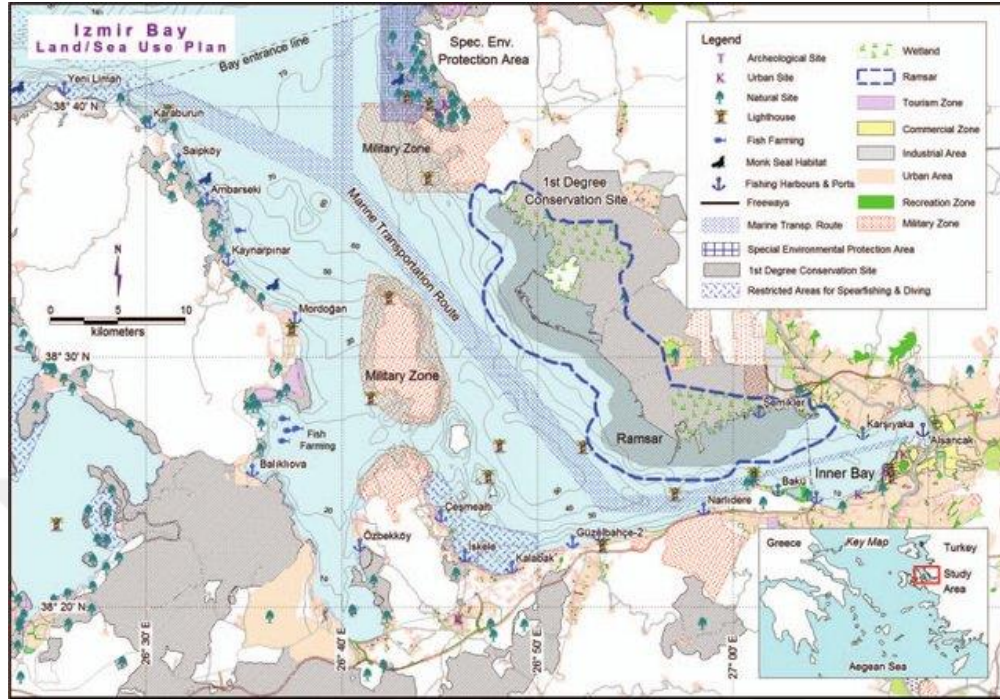 Izmir Bay
Land/Sea Use Plan
Bay entrance line
Spec. Env.
Protection Area
Yeni Liman
38° 40' N
Karaburun
Saipköy
Ambarseki
Kaynarpınar
Mordoğan
N
0 5 10
kilometers
38° 30' N
Military Zone
Marine Transportation Route
Military Zone
1st Degree
Conservation Site
Fish
Farming
Balıklıova
Ramsar
Semikler
Karşıyaka
Alsancak
Inner Bay
Bakü
Narlıdere
Güzelbahçe-2
Çeşmealtı
Özbekköy
İskele
Kalabak
38° 20' N
26° 30' E
26° 40' E
26° 50' E
27° 00' E
Legend
T Archeological Site
K Urban Site
Natural Site
Lighthouse
Fish Farming
Monk Seal Habitat
Fishing Harbours & Ports
Freeways
Marine Transp. Route
Special Environmental Protection Area
1st Degree Conservation Site
Restricted Areas for Spearfishing & Diving
Wetland
Ramsar
Tourism Zone
Commercial Zone
Industrial Area
Urban Area
Recreation Zone
Military Zone
Greece
Key Map
Turkey
Study
Area
Aegean Sea